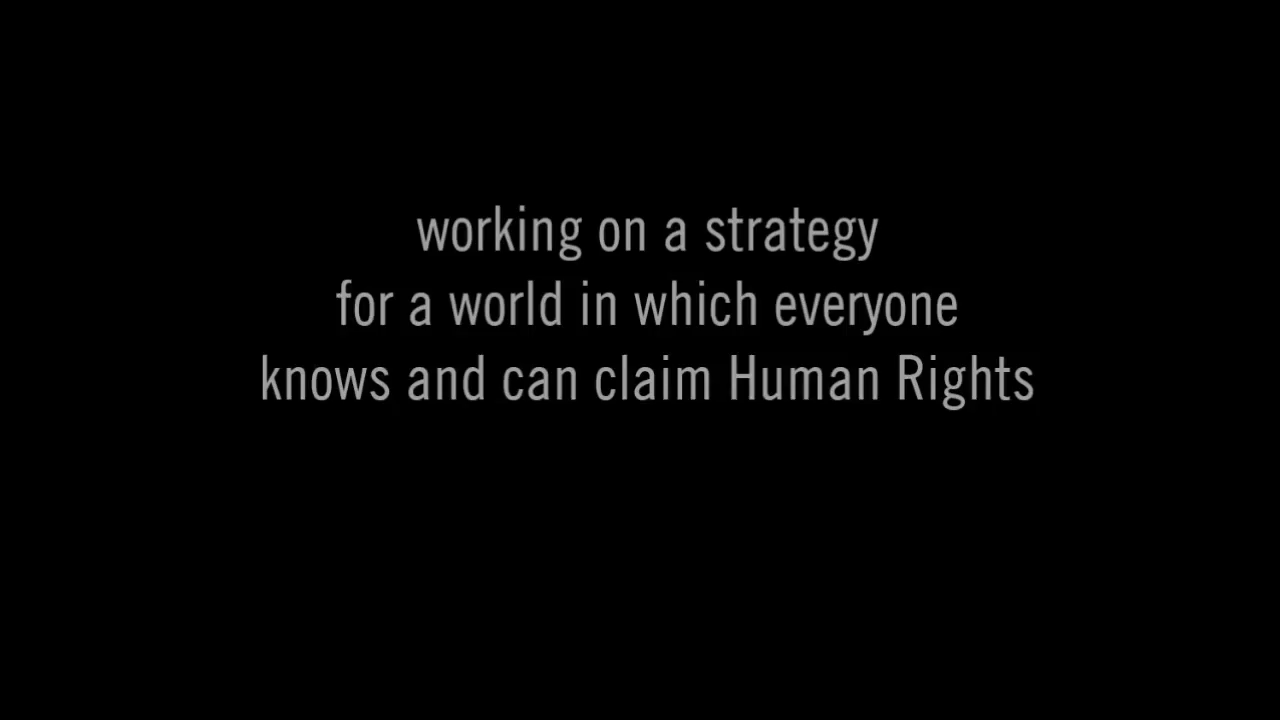 working on a strategy
for a world in which everyone
knows and can claim Human Rights